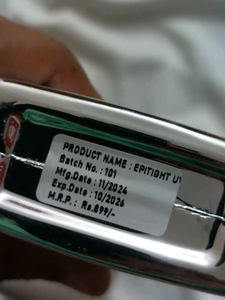 PRODUCT NAME : EPITIGHT
Batch No. : 101
Mfg.Date : 11/2024
Exp.Date : 10/2026
M.R.P. : Rs.899/-